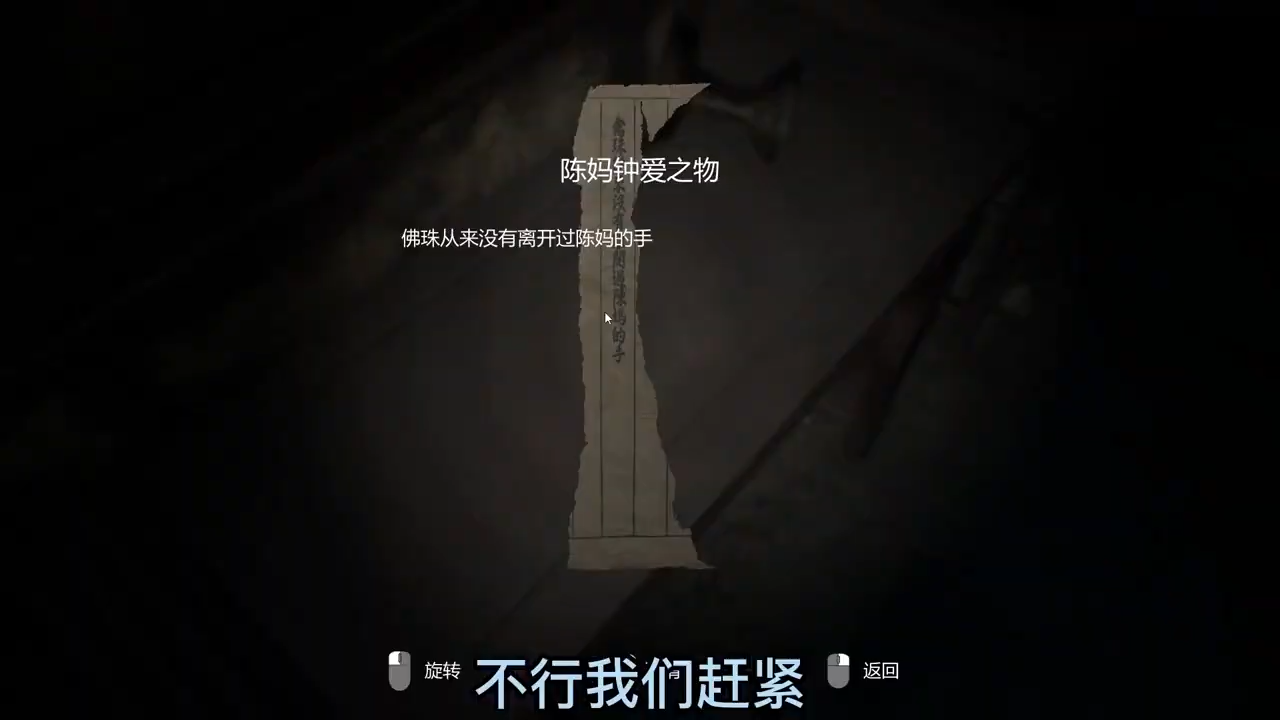 陈妈钟爱之物
佛珠从来没有离开过陈妈的手
旋转
不行我们赶紧
返回